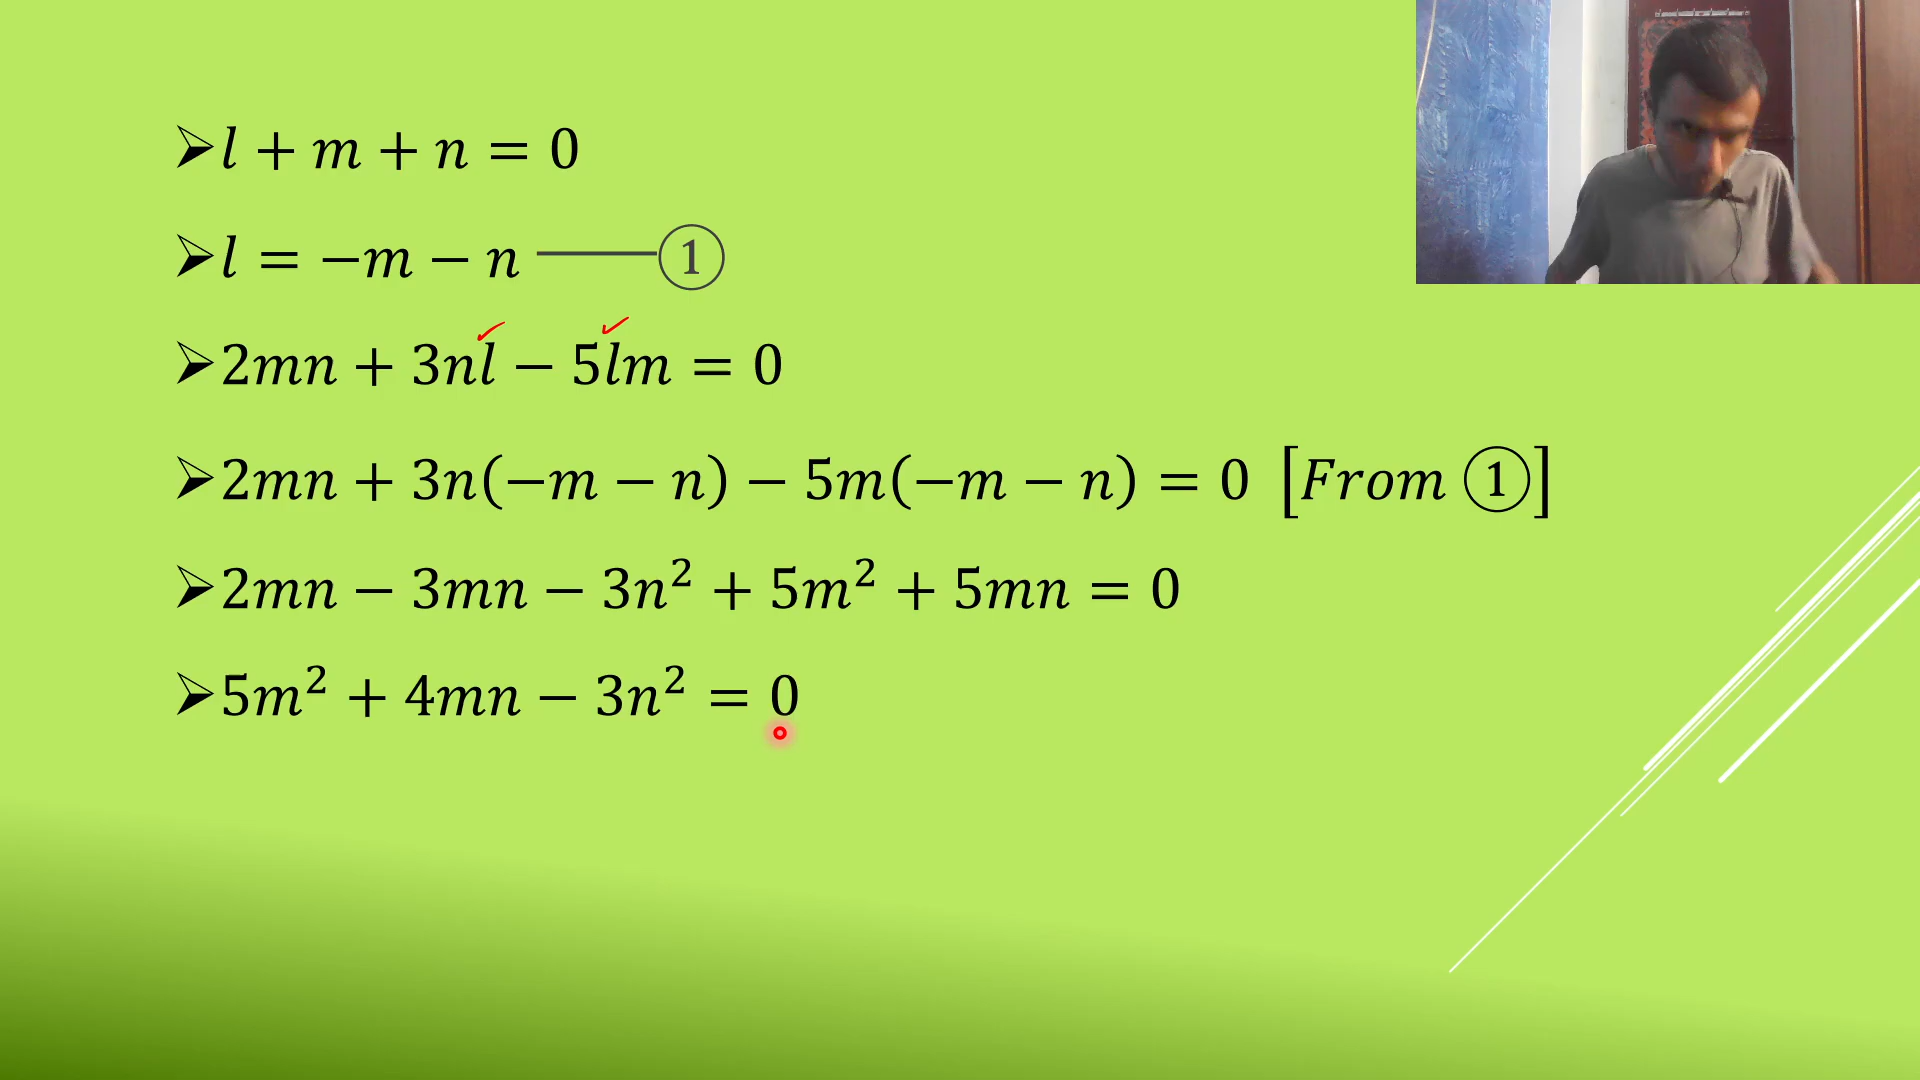 ➢ l + m + n = 0
➢ l = −m − n ——— ①
➢ 2mn + 3nl − 5lm = 0
➢ 2mn + 3n(−m − n) − 5m(−m − n) = 0 [From ①]
➢ 2mn − 3mn − 3n² + 5m² + 5mn = 0
➢ 5m² + 4mn − 3n² = 0